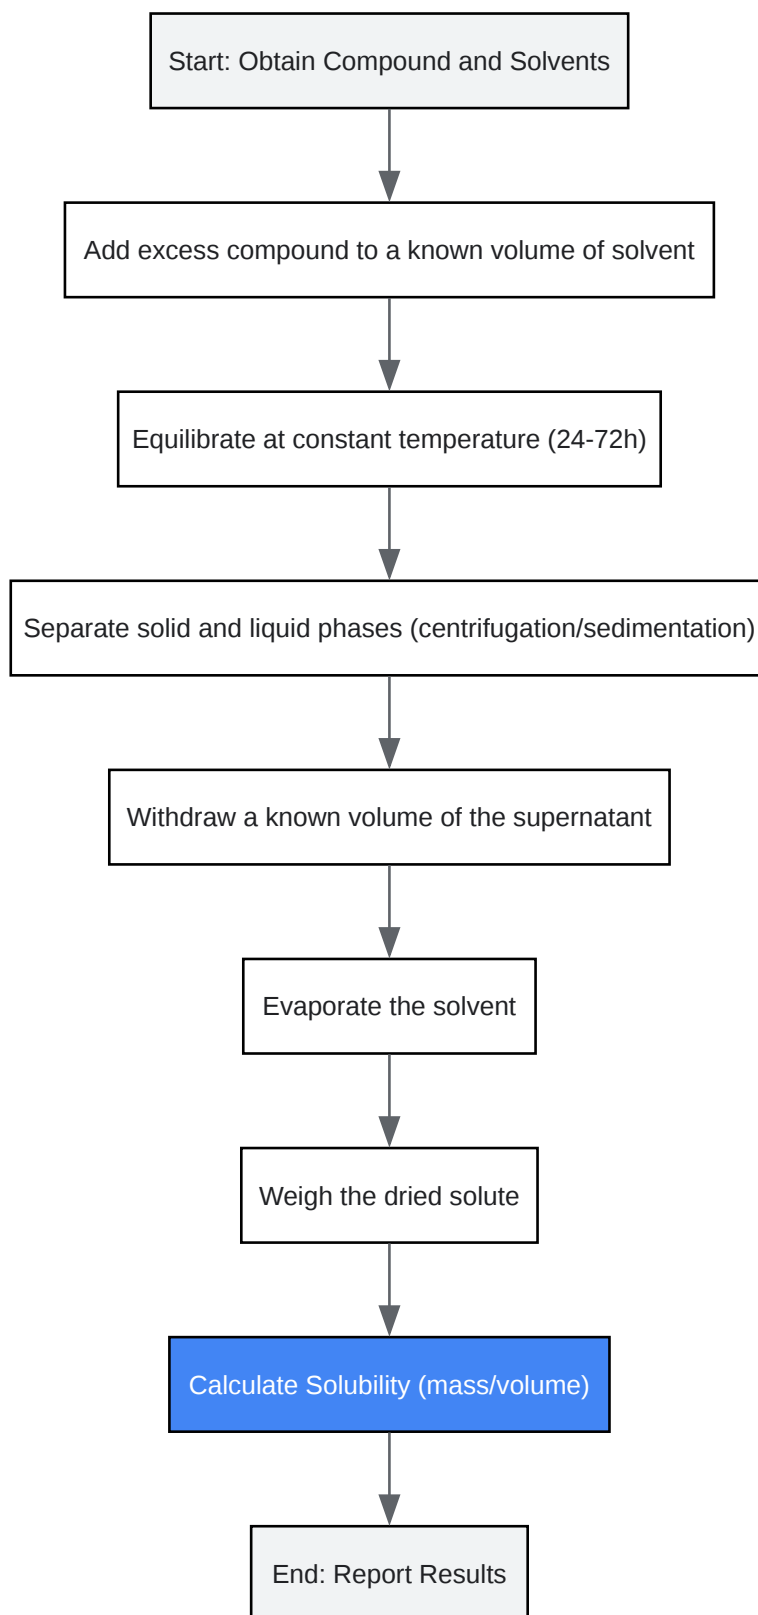 Start: Obtain Compound and Solvents
Add excess compound to a known volume of solvent
Equilibrate at constant temperature (24-72h)
Separate solid and liquid phases (centrifugation/sedimentation)
Withdraw a known volume of the supernatant
Evaporate the solvent
Weigh the dried solute
Calculate Solubility (mass/volume)
End: Report Results